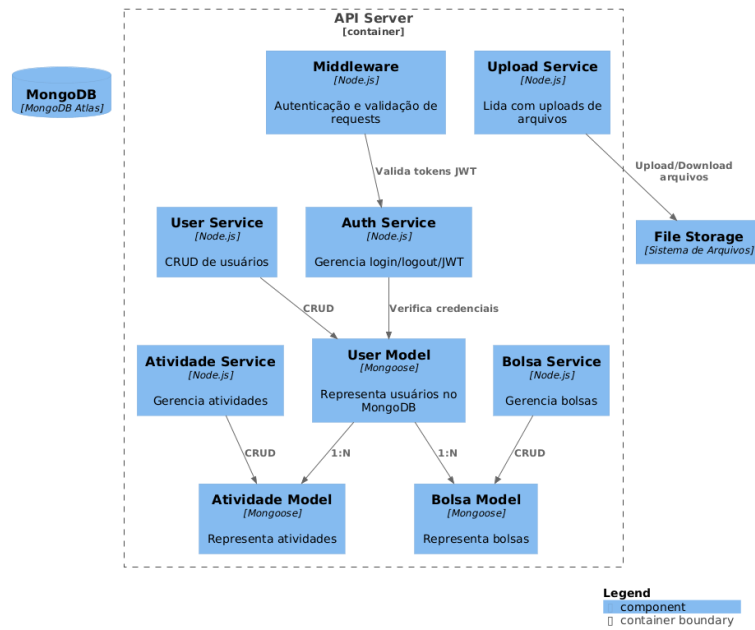 API Server
[container]
MongoDB
[MongoDB Atlas]
Middleware
[Node.js]
Autenticação e validação de
requests
Upload Service
[Node.js]
Lida com uploads de
arquivos
Valida tokens JWT
Upload/Download
arquivos
User Service
[Node.js]
CRUD de usuários
Auth Service
[Node.js]
Gerencia login/logout/JWT
File Storage
[Sistema de Arquivos]
CRUD
Verifica credenciais
Atividade Service
[Node.js]
Gerencia atividades
User Model
[Mongoose]
Representa usuários no
MongoDB
Bolsa Service
[Node.js]
Gerencia bolsas
CRUD
1:N
1:N
CRUD
Atividade Model
[Mongoose]
Representa atividades
Bolsa Model
[Mongoose]
Representa bolsas
Legend
component
container boundary